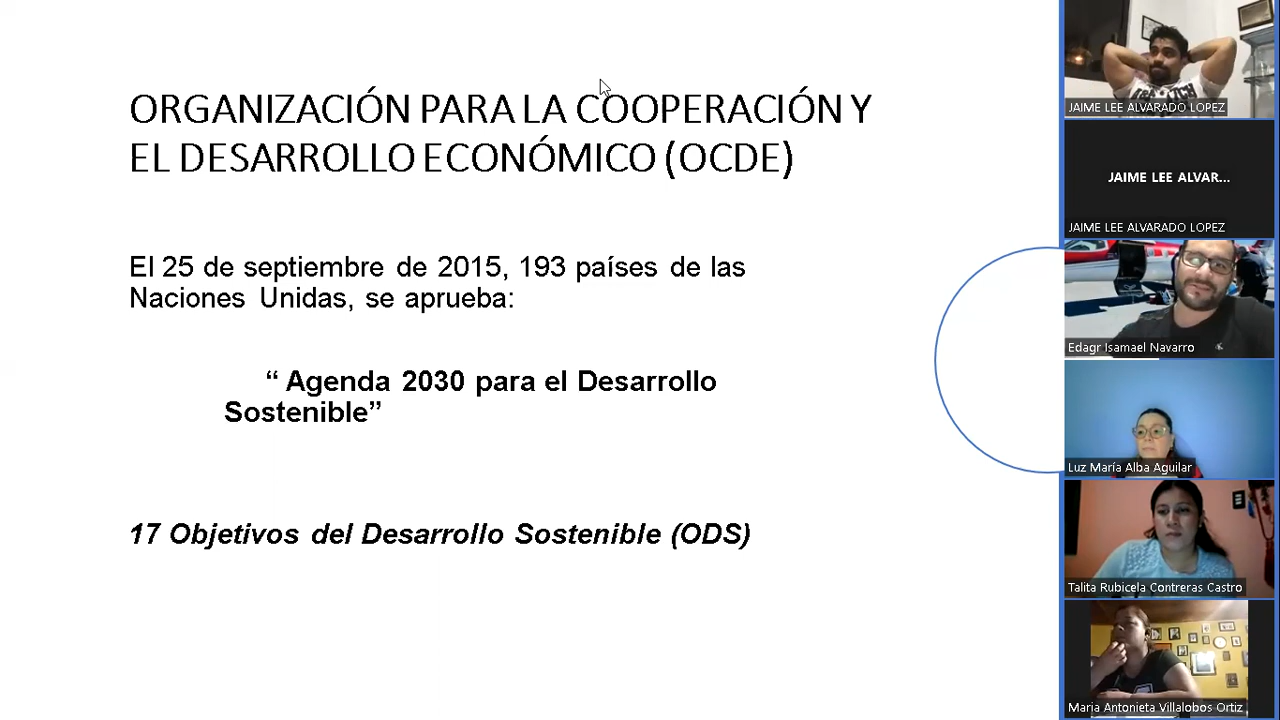 ORGANIZACIÓN PARA LA COOPERACIÓN Y
EL DESARROLLO ECONÓMICO (OCDE)
El 25 de septiembre de 2015, 193 países de las
Naciones Unidas, se aprueba:
“ Agenda 2030 para el Desarrollo
Sostenible”
17 Objetivos del Desarrollo Sostenible (ODS)
JAIME LEE ALVARADO LOPEZ
JAIME LEE ALVAR...
JAIME LEE ALVARADO LOPEZ
Edagr Isamael Navarro
Luz María Alba Aguilar
Talita Rubicela Contreras Castro
Maria Antonieta Villalobos Ortiz